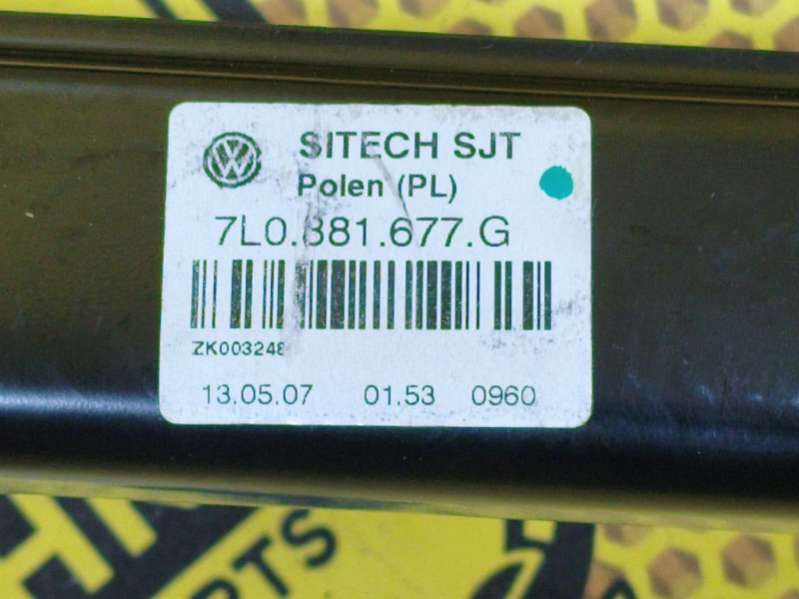 SITECH SJT
Polen (PL)
7L0.881.677.G
ZK003248
13.05.07 01.53 0960